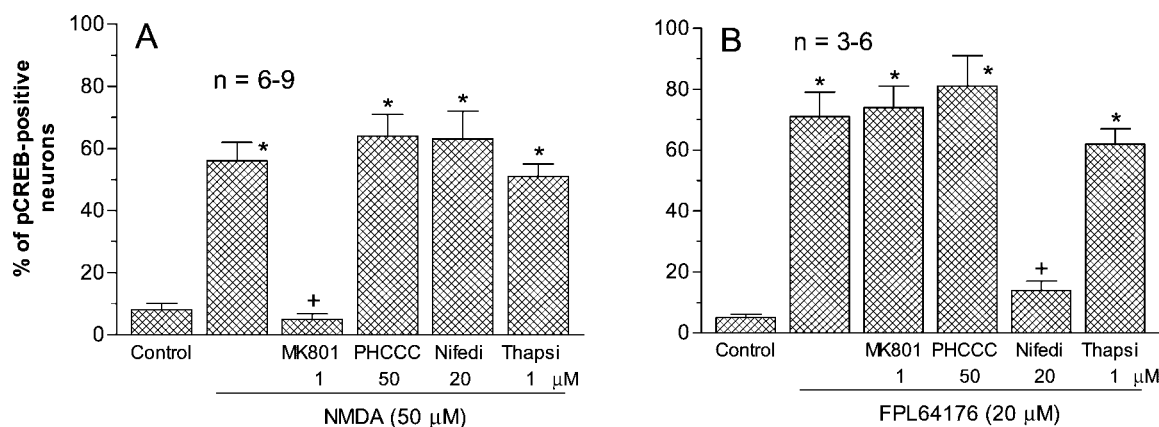 % of pCREB-positive
neurons
A
n = 6-9
100
80
60
40
20
0
*
+
*
*
*
Control
MK801
PHCCC
Nifedi
Thapsi
1
50
20
1
μM
NMDA (50 μM)
B
n = 3-6
100
80
60
40
20
0
*
*
*
+
*
Control
MK801
PHCCC
Nifedi
Thapsi
1
50
20
1
μM
FPL64176 (20 μM)